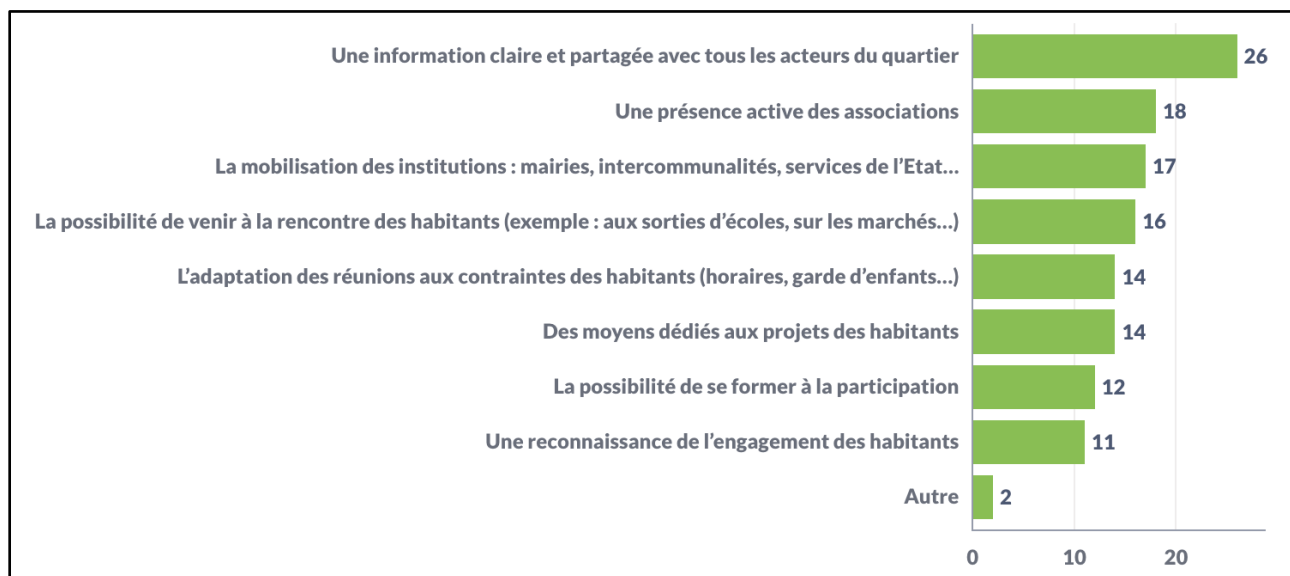 Une information claire et partagée avec tous les acteurs du quartier 26
Une présence active des associations 18
La mobilisation des institutions : mairies, intercommunalités, services de l’Etat... 17
La possibilité de venir à la rencontre des habitants (exemple : aux sorties d’écoles, sur les marchés...) 16
L’adaptation des réunions aux contraintes des habitants (horaires, garde d’enfants...) 14
Des moyens dédiés aux projets des habitants 14
La possibilité de se former à la participation 12
Une reconnaissance de l’engagement des habitants 11
Autre 2
0 10 20